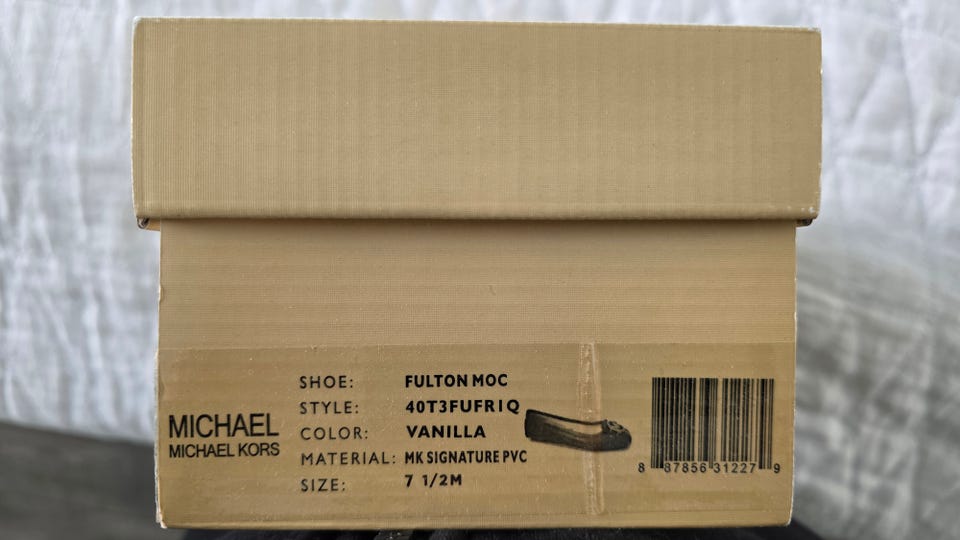 MICHAEL
MICHAEL KORS
SHOE: FULTON MOC
STYLE: 40T3FUFR1Q
COLOR: VANILLA
MATERIAL: MK SIGNATURE PVC
SIZE: 7 1/2M
8 87856 31227 9